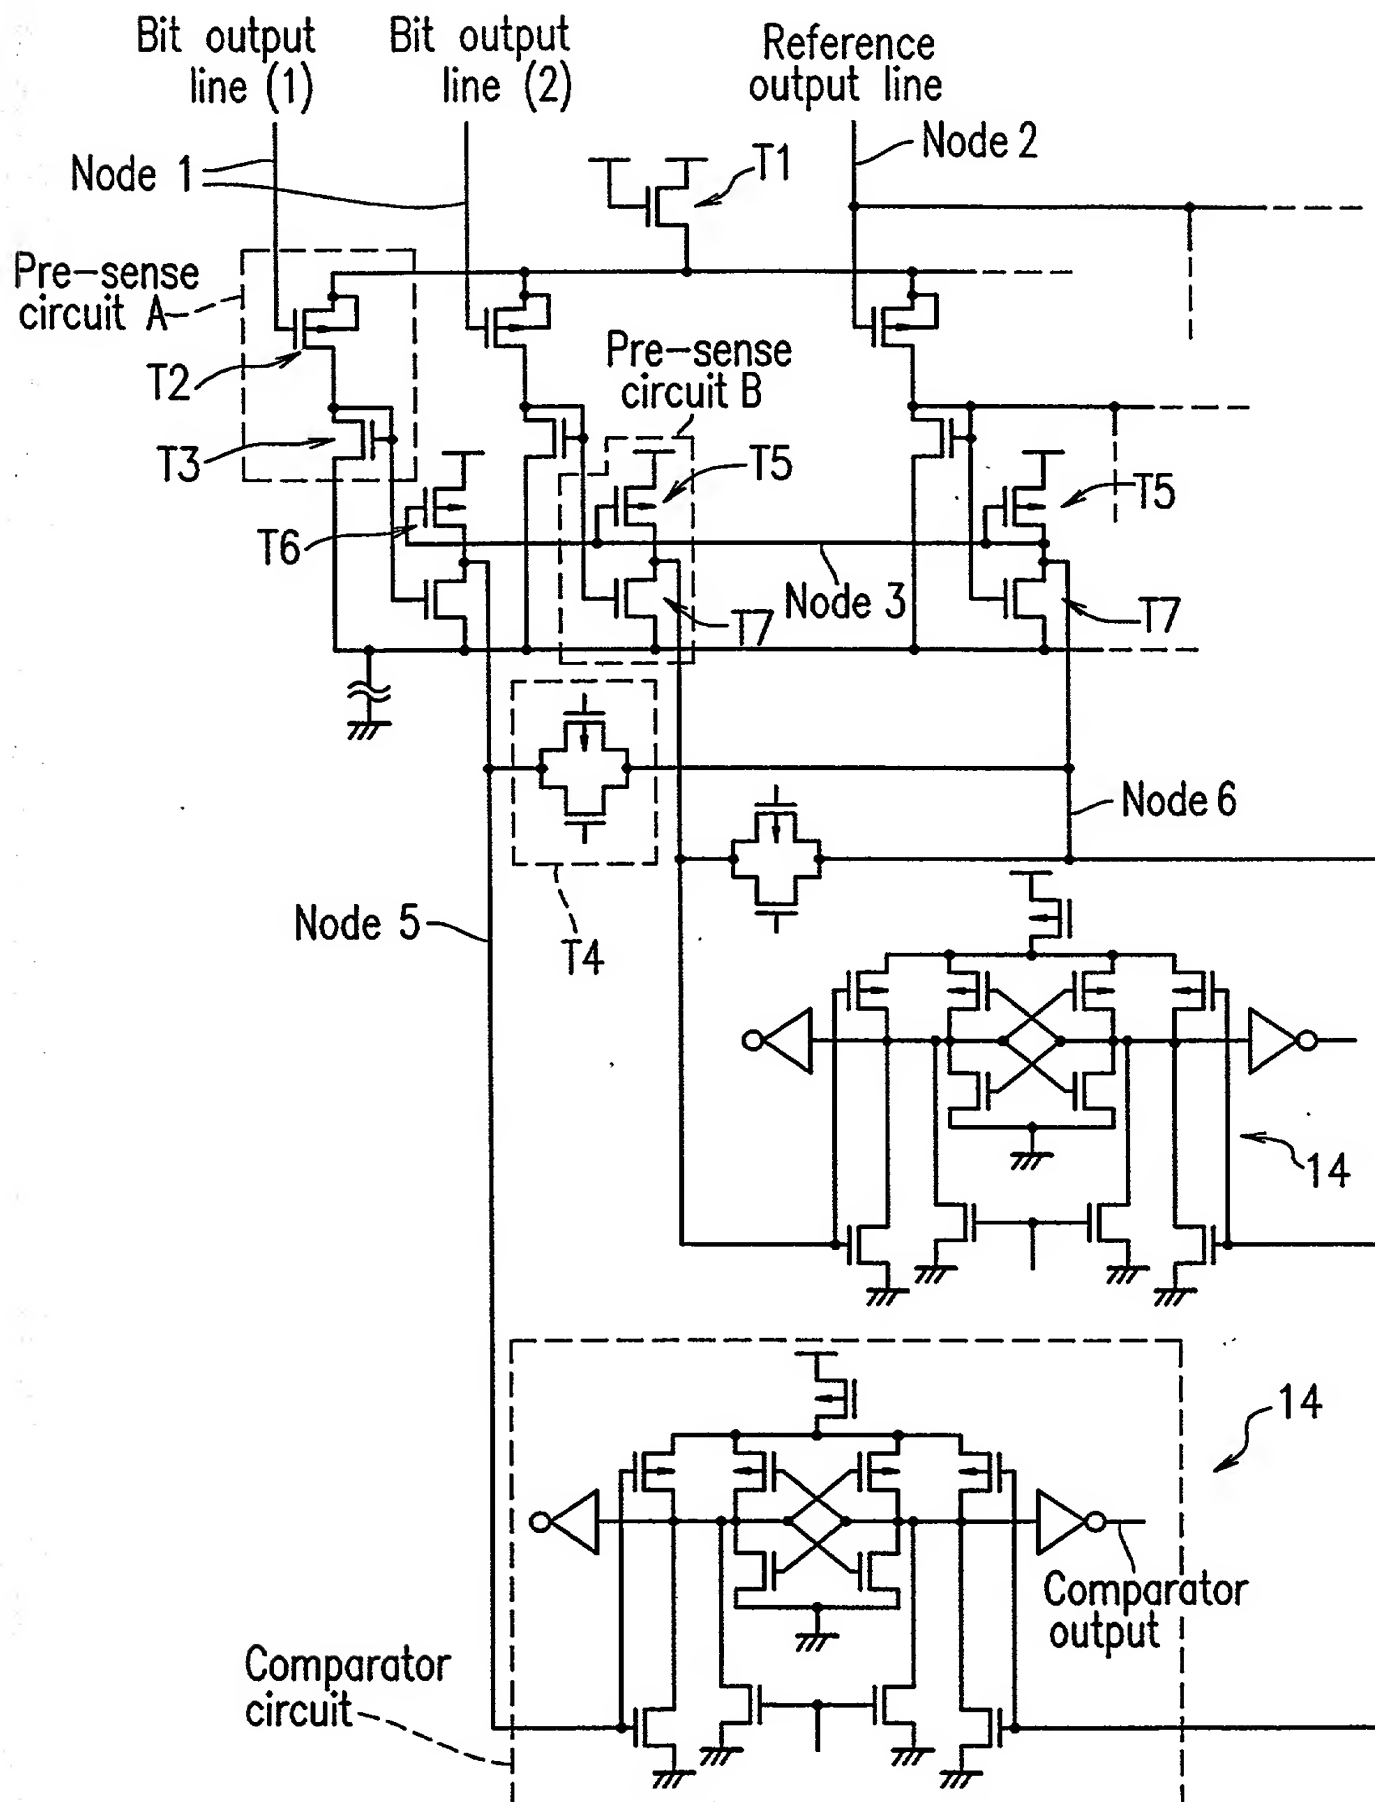 Bit output
line (1)
Bit output
line (2)
Reference
output line
Node 1
T1
Node 2
Pre-sense
circuit A
T2
Pre-sense
circuit B
T3
T5
T5
T6
Node 3
T7
T7
Node 6
Node 5
T4
14
14
Comparator
output
Comparator
circuit